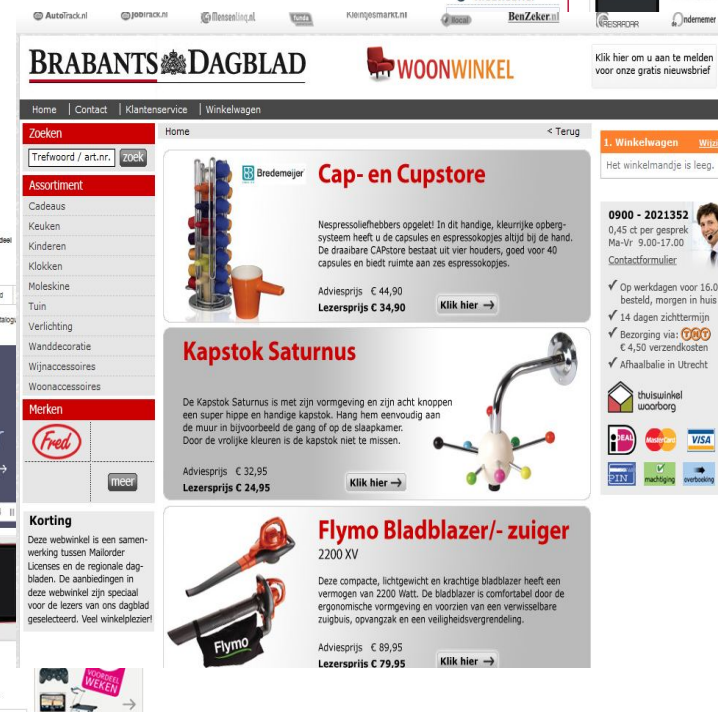 AutoTrack.nl
JobTrack.nl
Mensenlinq.nl
funda
Kleintjesmarkt.nl
flocal
BenZeker.nl
REISRADAR
Ondernemer
BRABANTS DAGBLAD
WOONWINKEL
Klik hier om u aan te melden
voor onze gratis nieuwsbrief
Home | Contact | Klantenservice | Winkelwagen
Zoeken
Trefwoord / art.nr. zoek
Assortiment
Cadeaus
Keuken
Kinderen
Klokken
Moleskine
Tuin
Verlichting
Wanddecoratie
Wijnaccessoires
Woonaccessoires
Merken
Fred
meer
Korting
Deze webwinkel is een samen-
werking tussen Mailorder
Licenses en de regionale dag-
bladen. De aanbiedingen in
deze webwinkel zijn speciaal
voor de lezers van ons dagblad
geselecteerd. Veel winkelplezier!
VOORDEEL
WEKEN
Home
< Terug
Bredemeijer
Cap- en Cupstore
Nespressoliefhebbers opgelet! In dit handige, kleurrijke opberg-
systeem heeft u de capsules en espressokopjes altijd bij de hand.
De draaibare CAPstore bestaat uit vier houders, goed voor 40
capsules en biedt ruimte aan zes espressokopjes.
Adviesprijs € 44,90
Lezersprijs € 34,90
Klik hier →
Kapstok Saturnus
De Kapstok Saturnus is met zijn vormgeving en zijn acht knoppen
een super hippe en handige kapstok. Hang hem eenvoudig aan
de muur in bijvoorbeeld de gang of op de slaapkamer.
Door de vrolijke kleuren is de kapstok niet te missen.
Adviesprijs € 32,95
Lezersprijs € 24,95
Klik hier →
Flymo Bladblazer/- zuiger
2200 XV
Deze compacte, lichtgewicht en krachtige bladblazer heeft een
vermogen van 2200 Watt. De bladblazer is comfortabel door de
ergonomische vormgeving en voorzien van een verwisselbare
zuigbuis, opvangzak en een veiligheidsvergrendeling.
Flymo
Adviesprijs € 89,95
Lezersprijs € 79,95
Klik hier →
1. Winkelwagen Wijzi
Het winkelmandje is leeg.
0900 - 2021352
0,45 ct per gesprek
Ma-Vr 9.00-17.00
Contactformulier
✓ Op werkdagen voor 16.0
besteld, morgen in huis
✓ 14 dagen zichttermijn
✓ Bezorging via: TNT
€ 4,50 verzendkosten
✓ Afhaalbalie in Utrecht
thuiswinkel
waarborg
iDEAL
MasterCard
VISA
PIN
machtiging
overboeking